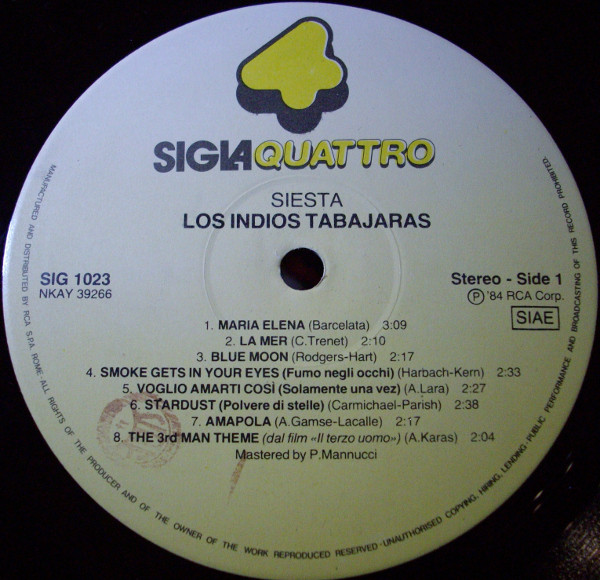 4
SIGLAQUATTRO
SIESTA
LOS INDIOS TABAJARAS
SIG 1023
NKAY 39266
Stereo - Side 1
Ⓟ '84 RCA Corp.
SIAE
1. MARIA ELENA (Barcelata) 3:09
2. LA MER (C.Trenet) 2:10
3. BLUE MOON (Rodgers-Hart) 2:17
4. SMOKE GETS IN YOUR EYES (Fumo negli occhi) (Harbach-Kern) 2:33
5. VOGLIO AMARTI COSÌ (Solamente una vez) (A.Lara) 2:27
6. STARDUST (Polvere di stelle) (Carmichael-Parish) 2:38
7. AMAPOLA (A.Gamse-Lacalle) 2:17
8. THE 3rd MAN THEME (dal film «Il terzo uomo») (A.Karas) 2:04
Mastered by P.Mannucci
MANUFACTURED AND DISTRIBUTED BY RCA S.P.A. ROME·ALL RIGHTS OF THE PRODUCER AND OF THE OWNER OF THE WORK REPRODUCED RESERVED·UNAUTHORISED COPYING, HIRING, LENDING, PUBLIC PERFORMANCE AND BROADCASTING OF THIS RECORD PROHIBITED.